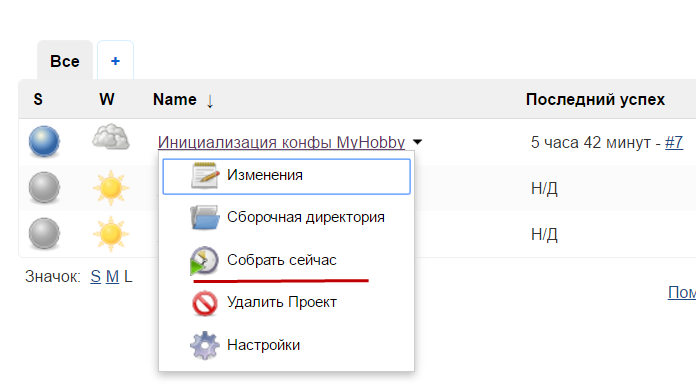 Все +
S W Name ↓ Последний успех
Инициализация конфы MyHobby 5 часа 42 минут - #7
Изменения
Н/Д
Сборочная директория
Н/Д
Собрать сейчас
Значок: S M L
Пом
Удалить Проект
Настройки